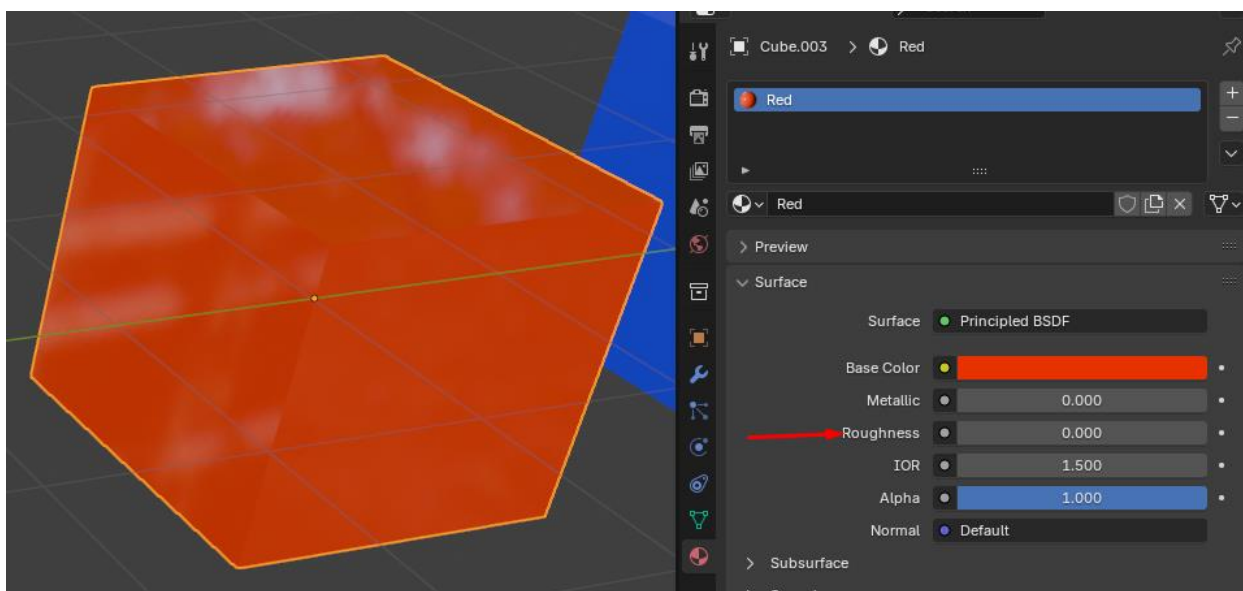 Cube.003 > Red
Red
Red
Preview
Surface
Surface Principled BSDF
Base Color
Metallic 0.000
Roughness 0.000
IOR 1.500
Alpha 1.000
Normal Default
Subsurface